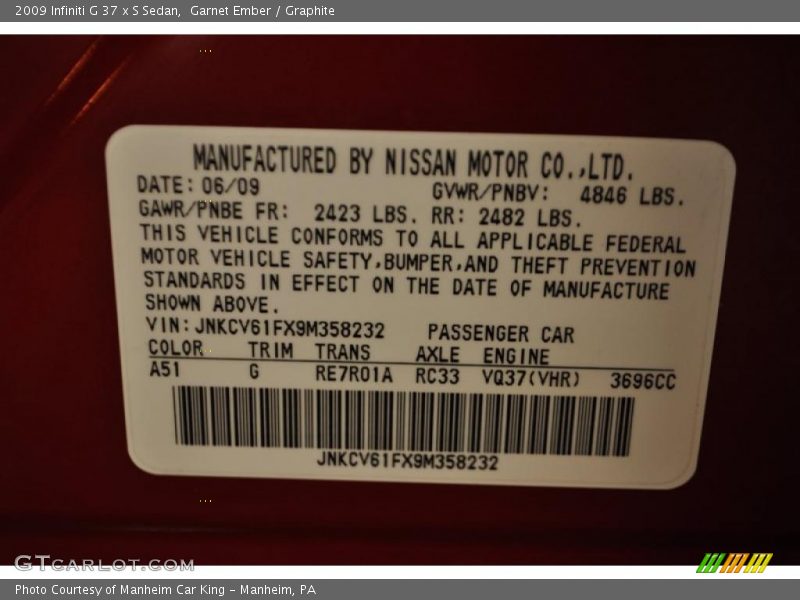 2009 Infiniti G 37 x S Sedan,  Garnet Ember / Graphite
MANUFACTURED BY NISSAN MOTOR CO.,LTD.
DATE: 06/09 GVWR/PNBV: 4846 LBS.
GAWR/PNBE FR: 2423 LBS. RR: 2482 LBS.
THIS VEHICLE CONFORMS TO ALL APPLICABLE FEDERAL
MOTOR VEHICLE SAFETY,BUMPER,AND THEFT PREVENTION
STANDARDS IN EFFECT ON THE DATE OF MANUFACTURE
SHOWN ABOVE.
VIN: JNKCV61FX9M358232 PASSENGER CAR
COLOR TRIM TRANS AXLE ENGINE
A51 G RE7R01A RC33 VQ37(VHR) 3696CC
JNKCV61FX9M358232
GTCARLOT.COM
Photo Courtesy of Manheim Car King - Manheim, PA